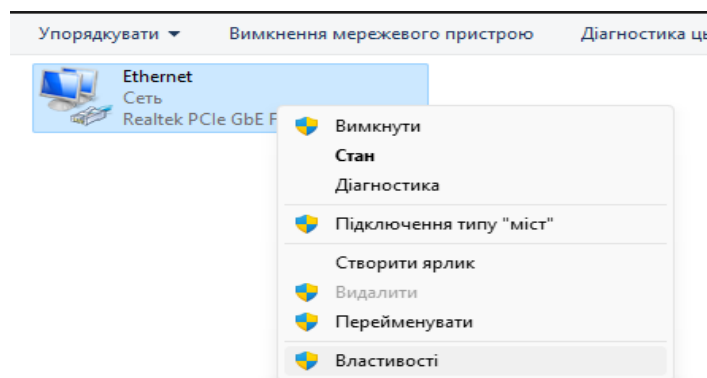 Упорядкувати Вимкнення мережевого пристрою Діагностика
Ethernet
Сеть
Realtek PCIe GbE
Вимкнути
Стан
Діагностика
Підключення типу "міст"
Створити ярлик
Видалити
Перейменувати
Властивості